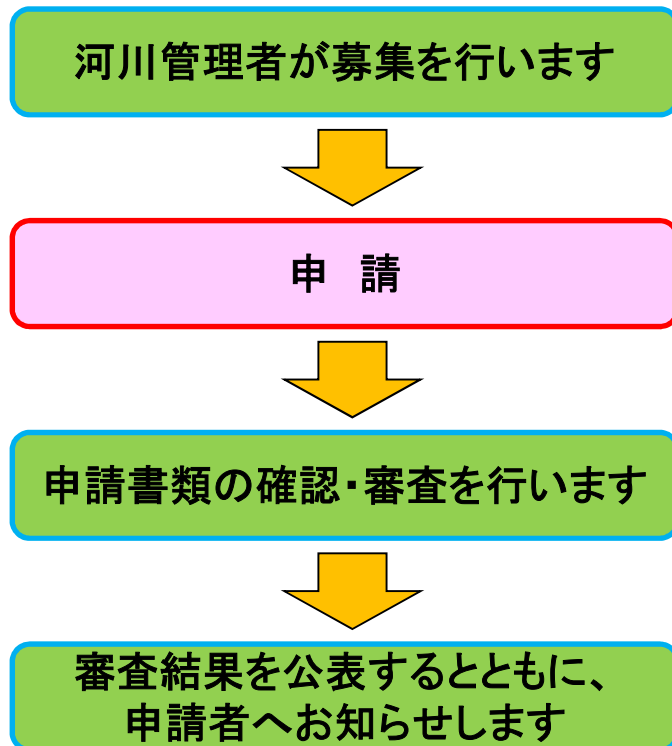 河川管理者が募集を行います
申　請
申請書類の確認・審査を行います
審査結果を公表するとともに、
申請者へお知らせします